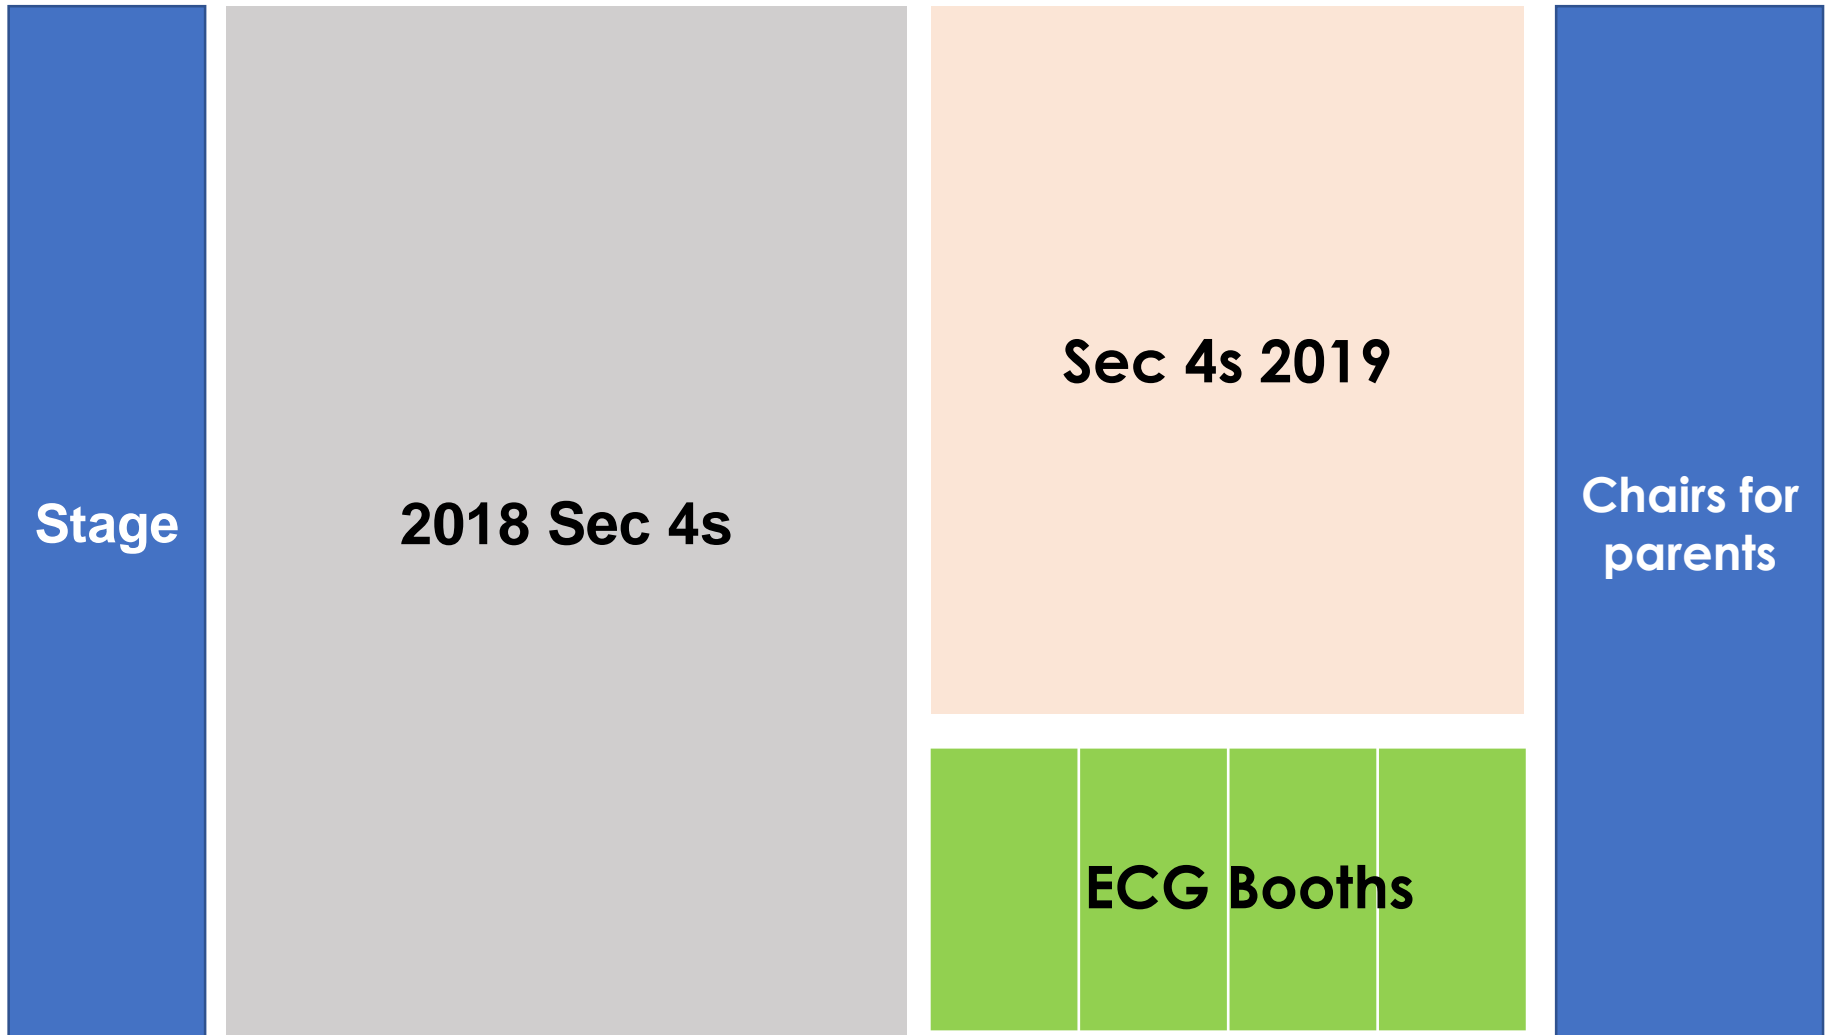 Stage
2018 Sec 4s
Sec 4s 2019
ECG Booths
Chairs for
parents